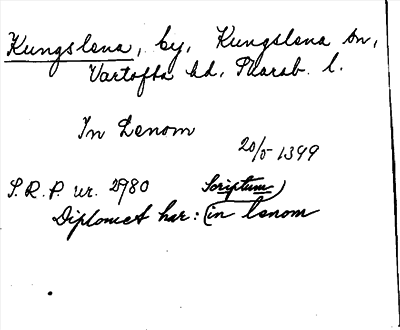 Kungslena, by, Kungslena sn,
Vartofta hd, Skarab. l.
In Lenom
20/5 1399
S.R.P. nr. 2980
Scriptum
Diplomet har: in lenom